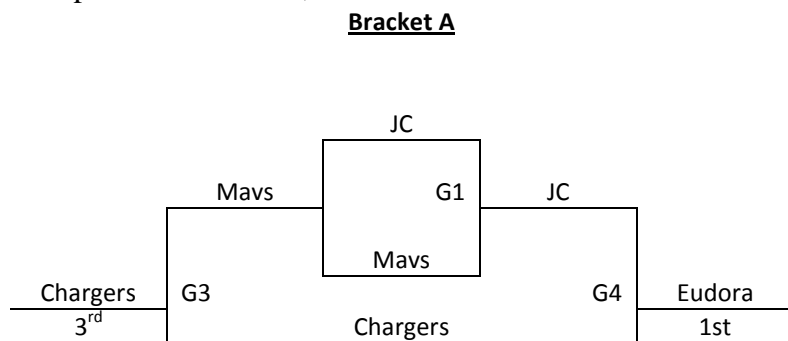 Bracket A
JC
Mavs G1 JC
Mavs
Chargers G3 G4 Eudora
3rd Chargers 1st